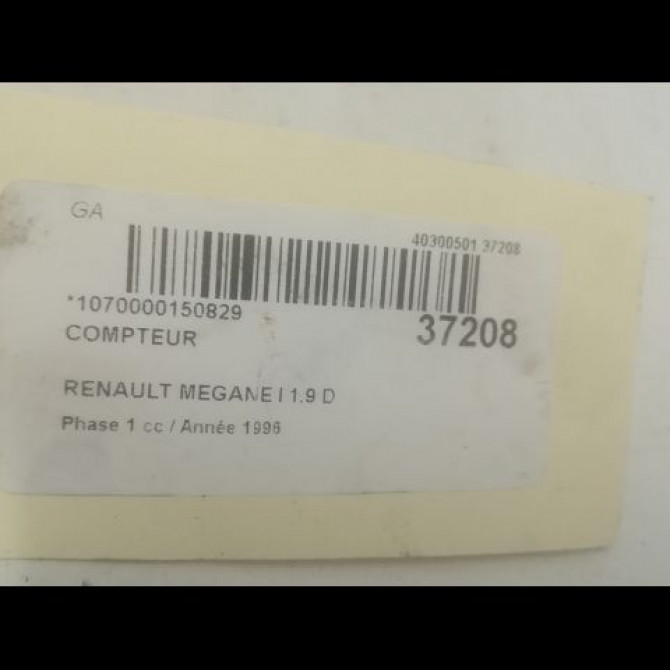 GA
40300501 37208
*1070000150829
37208
COMPTEUR
RENAULT MEGANE I 1.9 D
Phase 1 cc / Année 1996